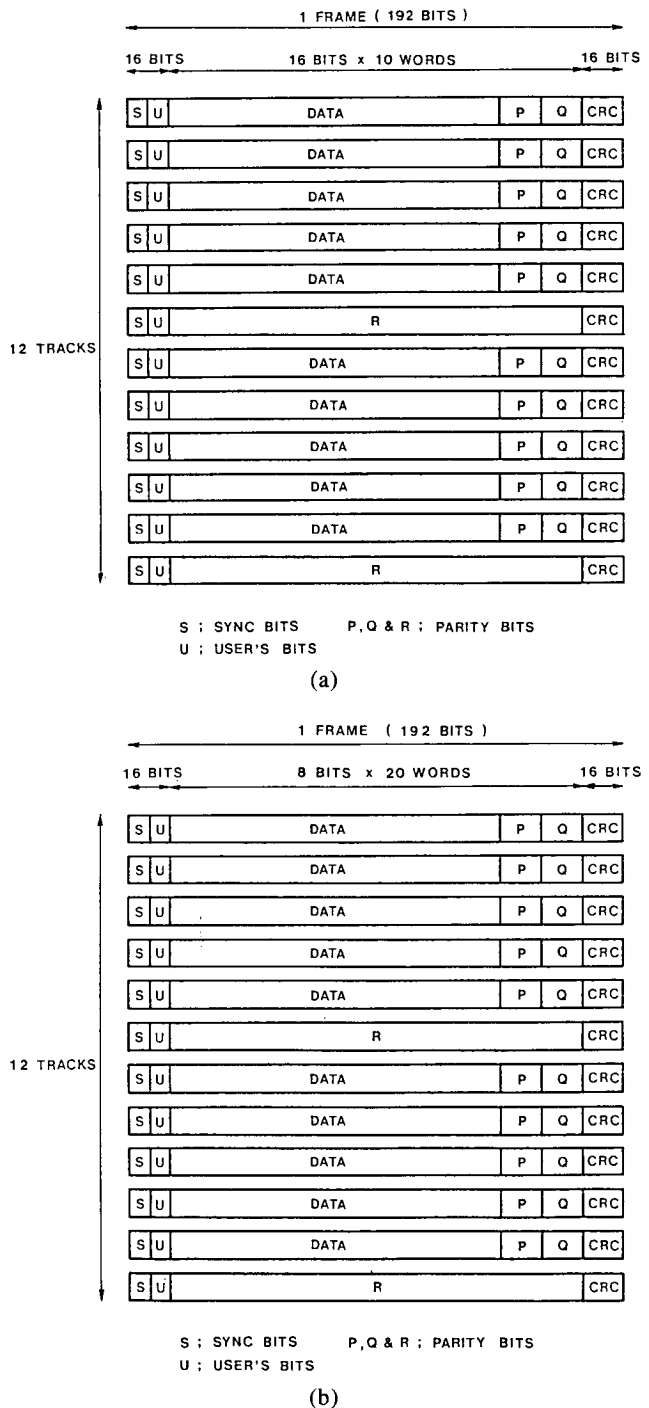 1 FRAME ( 192 BITS )
16 BITS 16 BITS x 10 WORDS 16 BITS
S U DATA P Q CRC
S U DATA P Q CRC
S U DATA P Q CRC
S U DATA P Q CRC
S U DATA P Q CRC
S U R CRC
12 TRACKS
S U DATA P Q CRC
S U DATA P Q CRC
S U DATA P Q CRC
S U DATA P Q CRC
S U DATA P Q CRC
S U R CRC
S ; SYNC BITS P,Q & R ; PARITY BITS
U ; USER'S BITS
(a)
1 FRAME ( 192 BITS )
16 BITS 8 BITS x 20 WORDS 16 BITS
S U DATA P Q CRC
S U DATA P Q CRC
S U DATA P Q CRC
S U DATA P Q CRC
S U DATA P Q CRC
S U R CRC
12 TRACKS
S U DATA P Q CRC
S U DATA P Q CRC
S U DATA P Q CRC
S U DATA P Q CRC
S U DATA P Q CRC
S U R CRC
S ; SYNC BITS P,Q & R ; PARITY BITS
U ; USER'S BITS
(b)